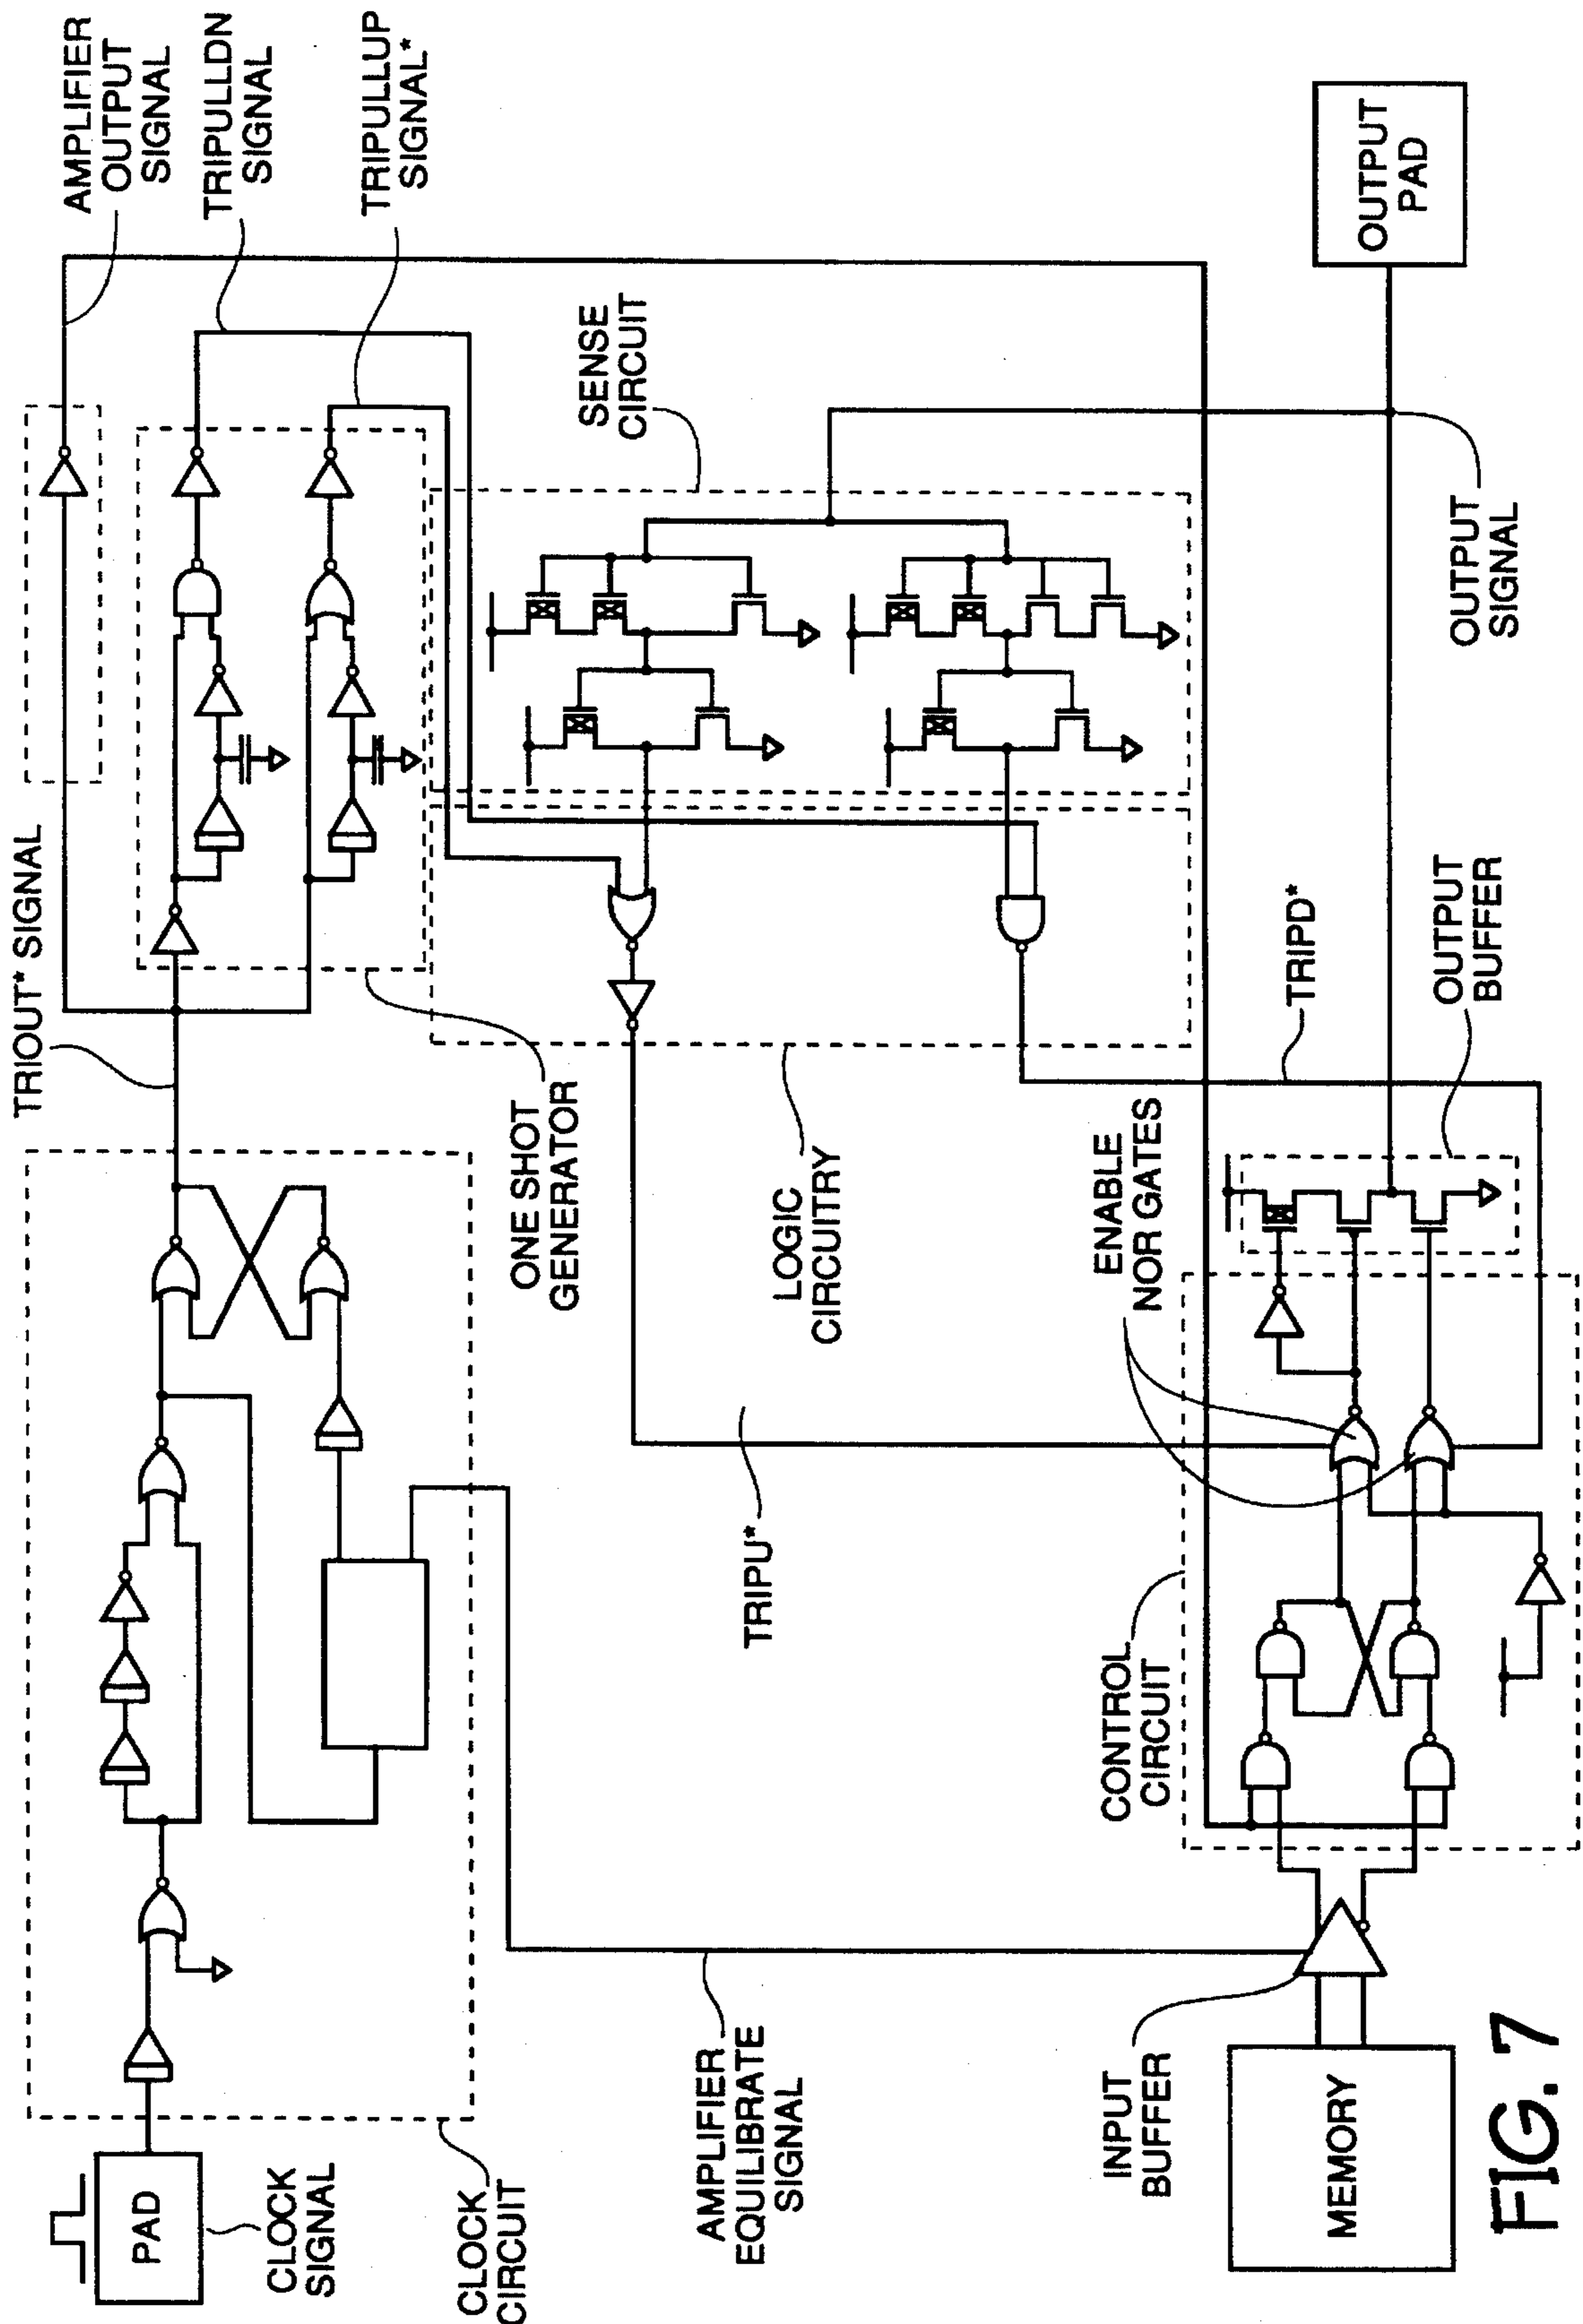 AMPLIFIER
OUTPUT
SIGNAL
TRIPULLDN
SIGNAL
TRIPULLUP
SIGNAL*
TRIOUT* SIGNAL
SENSE
CIRCUIT
OUTPUT
PAD
OUTPUT
SIGNAL
ONE SHOT
GENERATOR
LOGIC
CIRCUITRY
TRIPD*
OUTPUT
BUFFER
ENABLE
NOR GATES
TRIPU*
CONTROL
CIRCUIT
PAD
CLOCK
SIGNAL
CLOCK
CIRCUIT
AMPLIFIER
EQUILIBRATE
SIGNAL
INPUT
BUFFER
MEMORY
FIG. 7